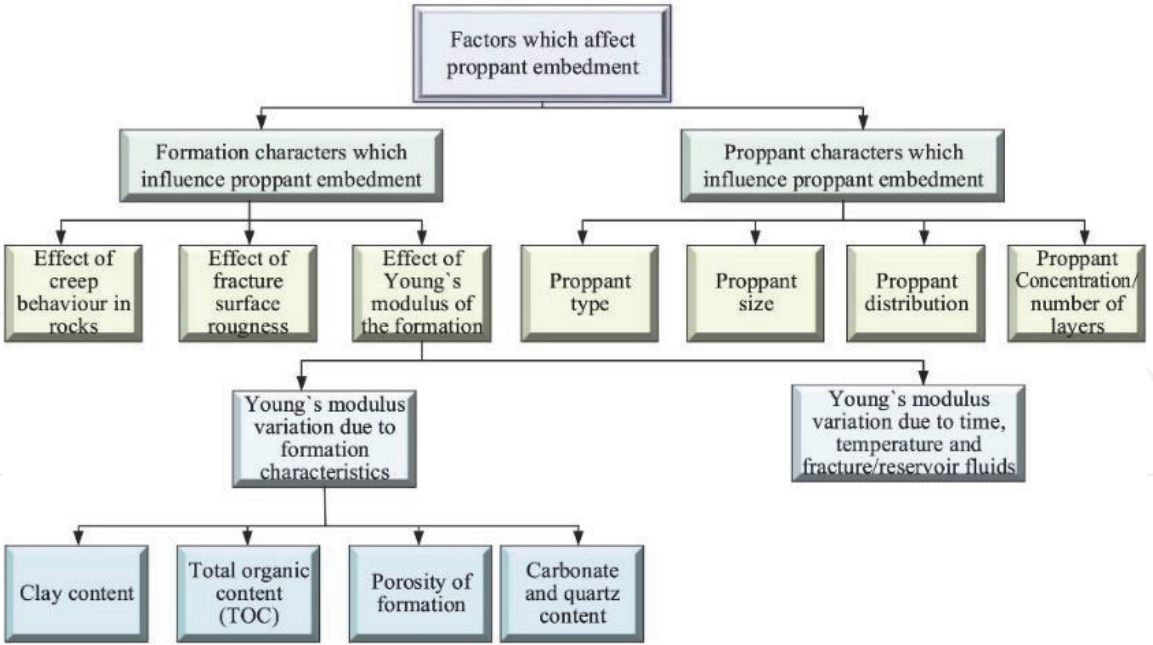 Factors which affect
proppant embedment
Formation characters which
influence proppant embedment
Proppant characters which
influence proppant embedment
Effect of
creep
behaviour in
rocks
Effect of
fracture
surface
rougness
Effect of
Young`s
modulus of
the formation
Proppant
type
Proppant
size
Proppant
distribution
Proppant
Concentration/
number of
layers
Young`s modulus
variation due to
formation
characteristics
Young`s modulus
variation due to time,
temperature and
fracture/reservoir fluids
Clay content
Total organic
content
(TOC)
Porosity of
formation
Carbonate
and quartz
content